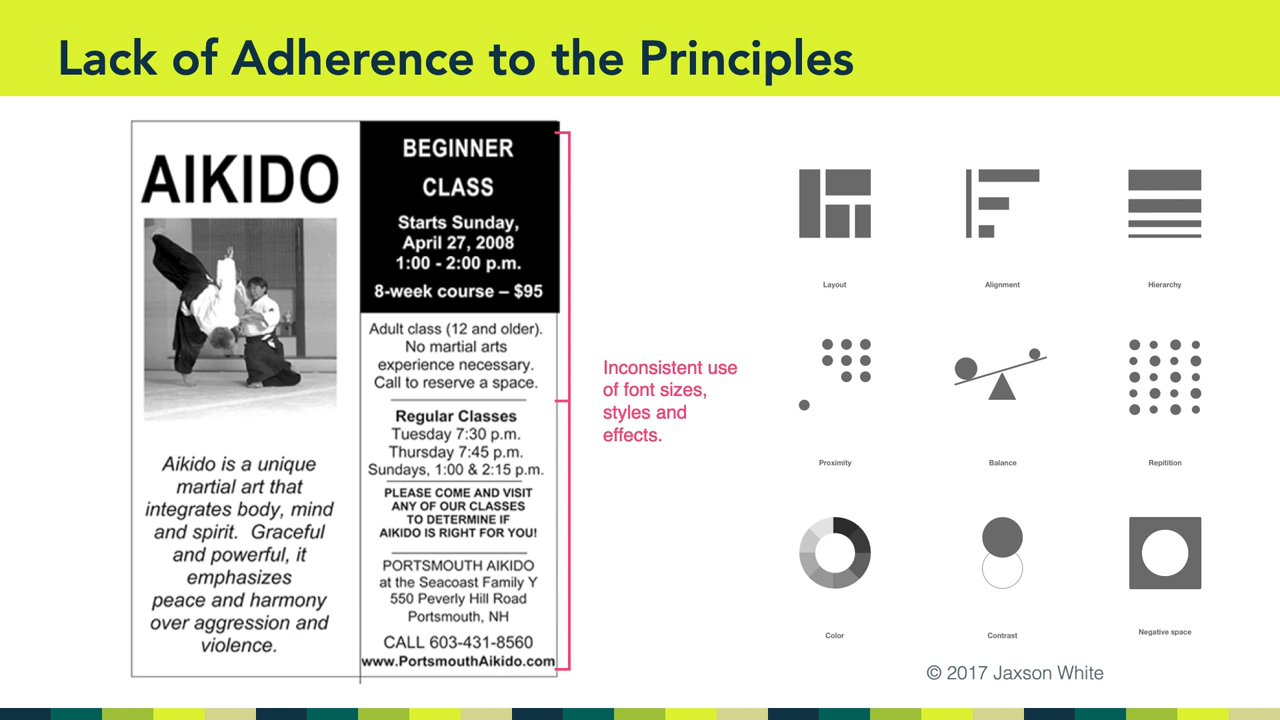 Lack of Adherence to the Principles
AIKIDO
Aikido is a unique
martial art that
integrates body, mind
and spirit. Graceful
and powerful, it
emphasizes
peace and harmony
over aggression and
violence.
BEGINNER
CLASS
Starts Sunday,
April 27, 2008
1:00 - 2:00 p.m.
8-week course – $95
Adult class (12 and older).
No martial arts
experience necessary.
Call to reserve a space.
Regular Classes
Tuesday 7:30 p.m.
Thursday 7:45 p.m.
Sundays, 1:00 & 2:15 p.m.
PLEASE COME AND VISIT
ANY OF OUR CLASSES
TO DETERMINE IF
AIKIDO IS RIGHT FOR YOU!
PORTSMOUTH AIKIDO
at the Seacoast Family Y
550 Peverly Hill Road
Portsmouth, NH
CALL 603-431-8560
www.PortsmouthAikido.com
Inconsistent use
of font sizes,
styles and
effects.
Layout
Alignment
Hierarchy
Proximity
Balance
Repitition
Color
Contrast
Negative space
© 2017 Jaxson White